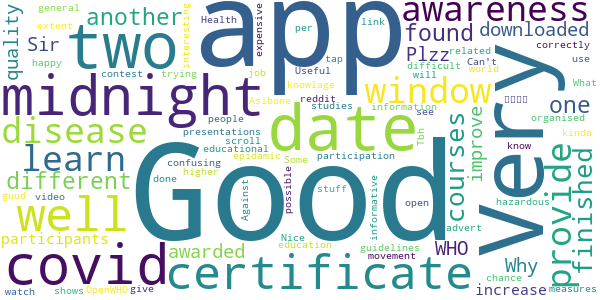 general
app
awareness
link
per
another
Health
expensive
interesting
extent
two
Sir
found
downloaded
quality
happy
Plzz
related
correctly
contest
trying
tap
difficult
Can't
use
job
Useful
will
world
What
midnight
window
very
one
knowlage
Asibone
reddit
date
studies
information
organised
disease
people
see
Tbh
courses
improve
kinda
presentations
scroll
educational
know
learn
Good
confusing
epidemic
Some
participation
provide
finished
different
higher
possible
stuff
informative
open
guud
video
done
Against
hazardous
well
advert
participants
Nice
education
guidelines
WHO
Why
awarded
movement
covid
certificate
chance
watch
shows
OpenWHO
give
increase
measures